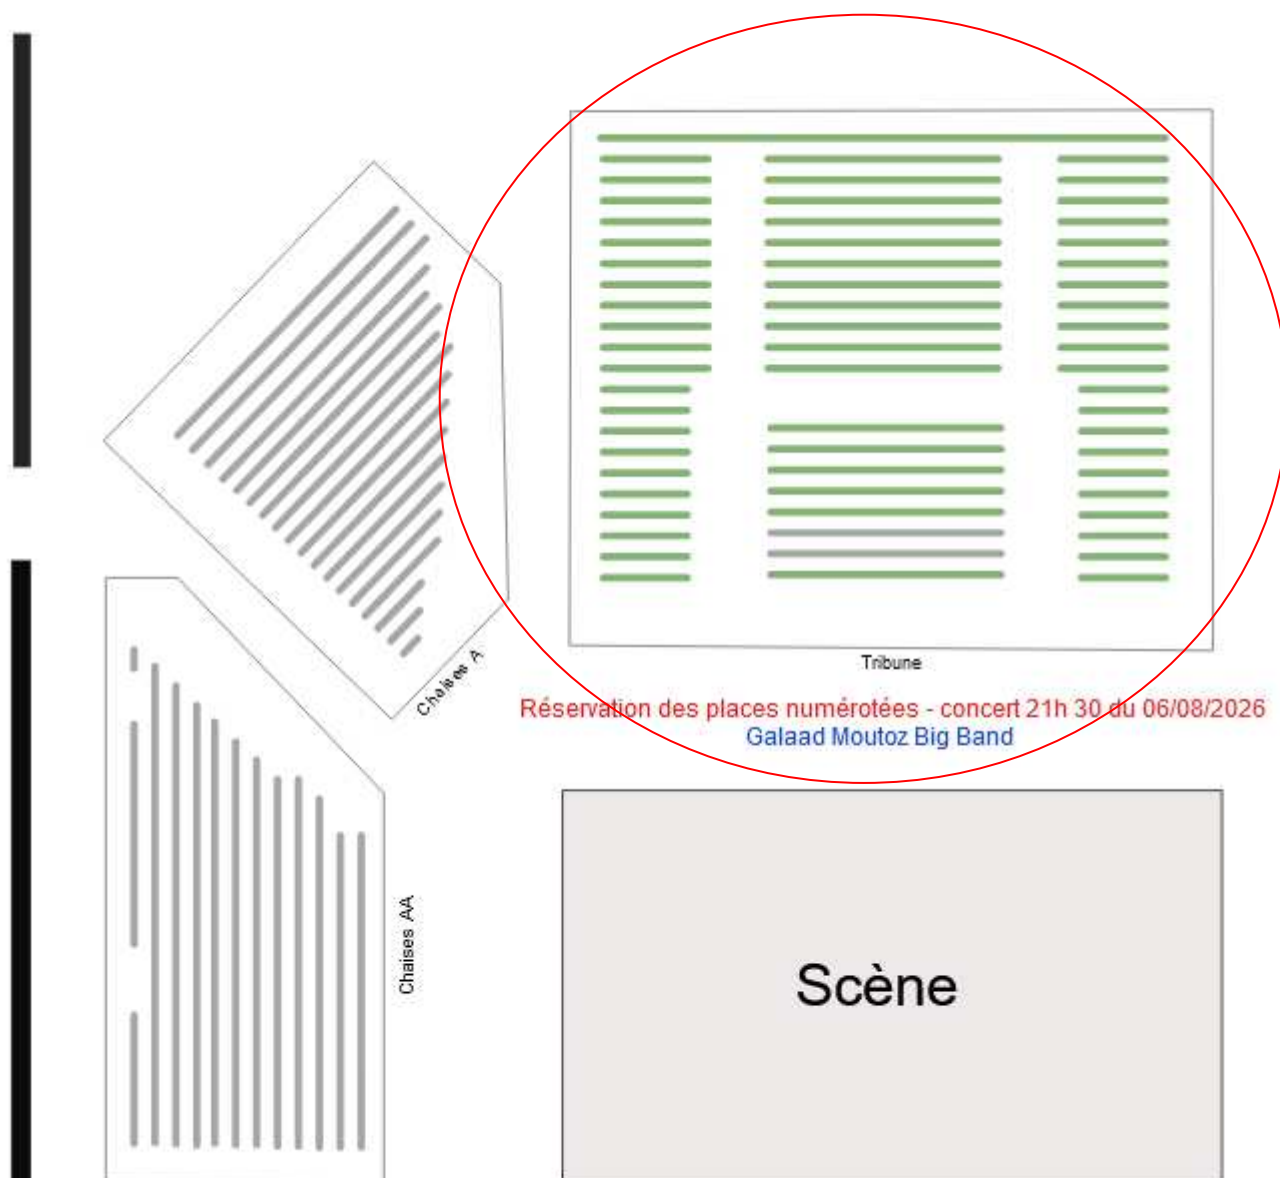 Chaises A
Tribune
Réservation des places numérotées - concert 21h 30 du 06/08/2026
Galaad Moutoz Big Band
Chaises AA
Scène